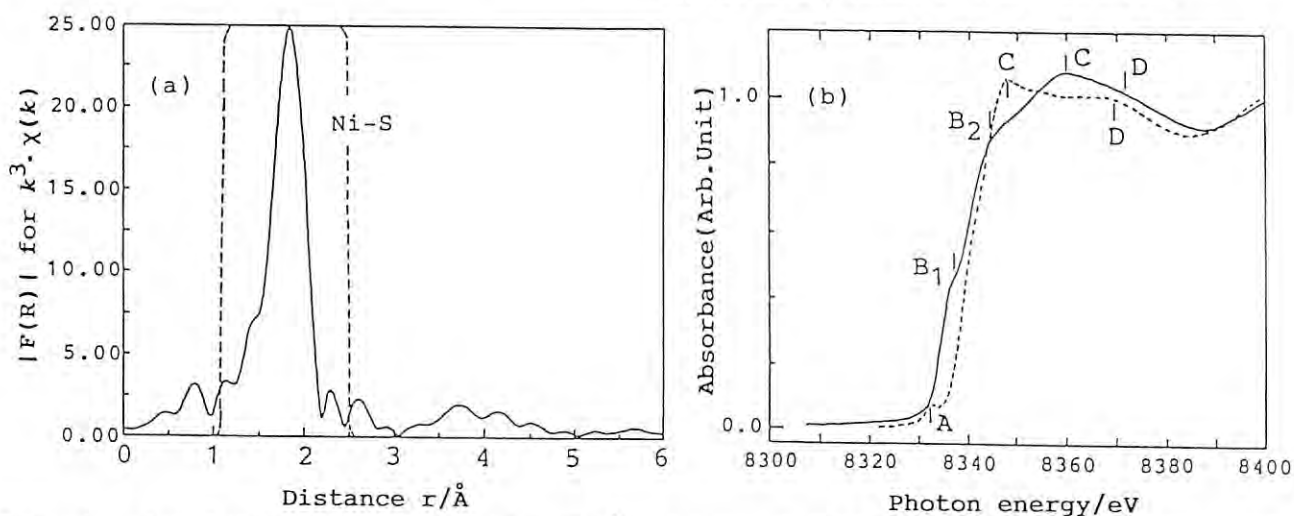 (a)
Ni-S
|F(R)| for k³·χ(k)
25.00
20.00
15.00
10.00
5.00
0.00
0 1 2 3 4 5 6
Distance r/Å
(b)
A
B₁
B₂
C
C
D
D
Absorbance(Arb.Unit)
1.0
0.0
8300 8320 8340 8360 8380 8400
Photon energy/eV